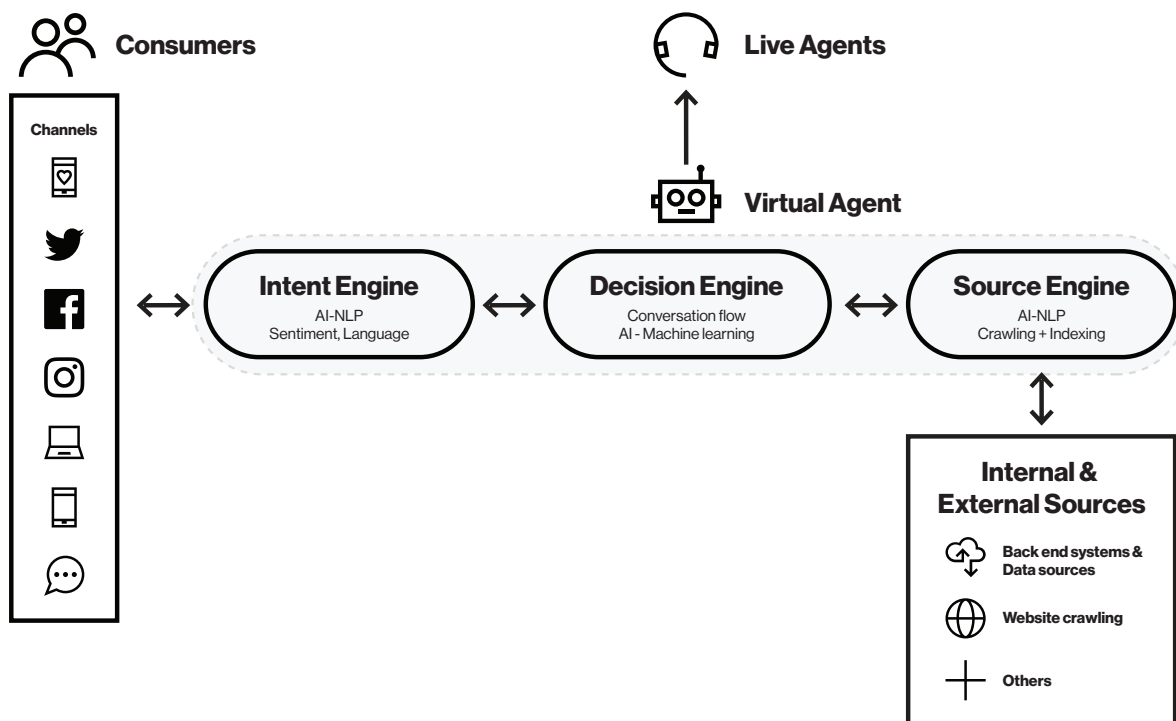 Consumers
Live Agents
Channels
Virtual Agent
Intent Engine
AI-NLP
Sentiment, Language
Decision Engine
Conversation flow
AI - Machine learning
Source Engine
AI-NLP
Crawling + Indexing
Internal &
External Sources
Back end systems &
Data sources
Website crawling
Others